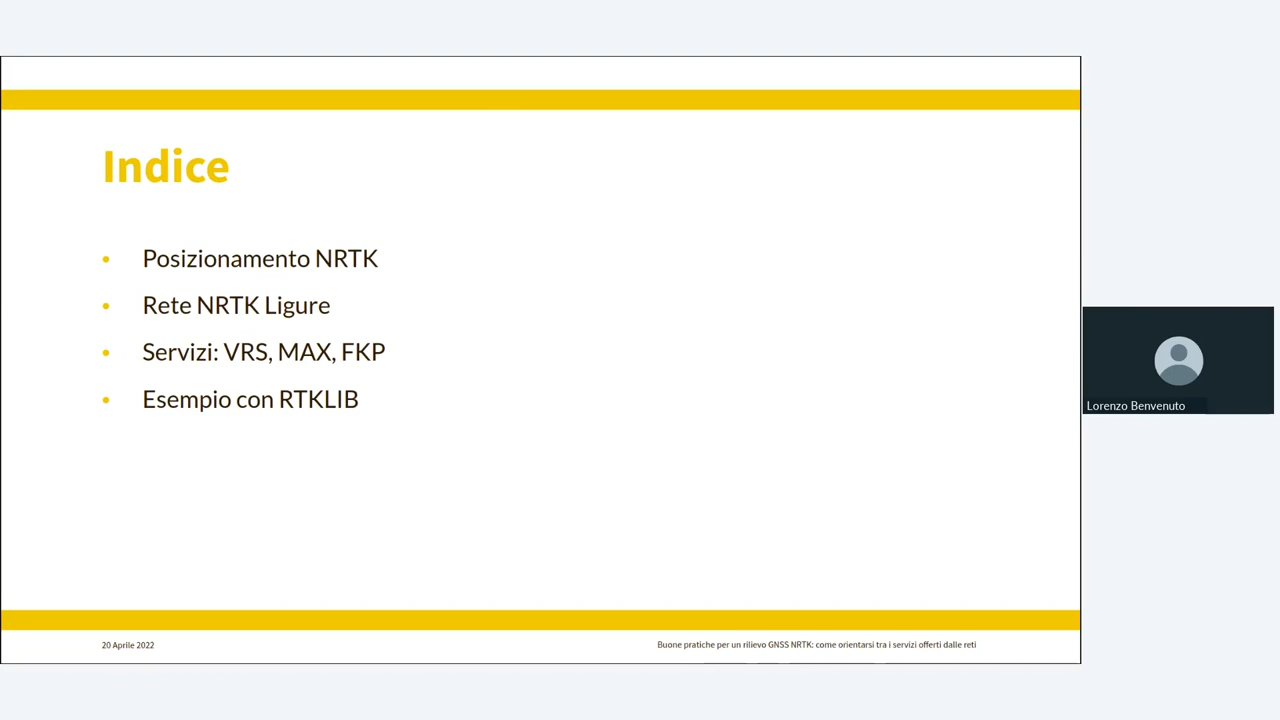 Indice
• Posizionamento NRTK
• Rete NRTK Ligure
• Servizi: VRS, MAX, FKP
• Esempio con RTKLIB
Lorenzo Benvenuto
20 Aprile 2022
Buone pratiche per un rilievo GNSS NRTK: come orientarsi tra i servizi offerti dalle reti